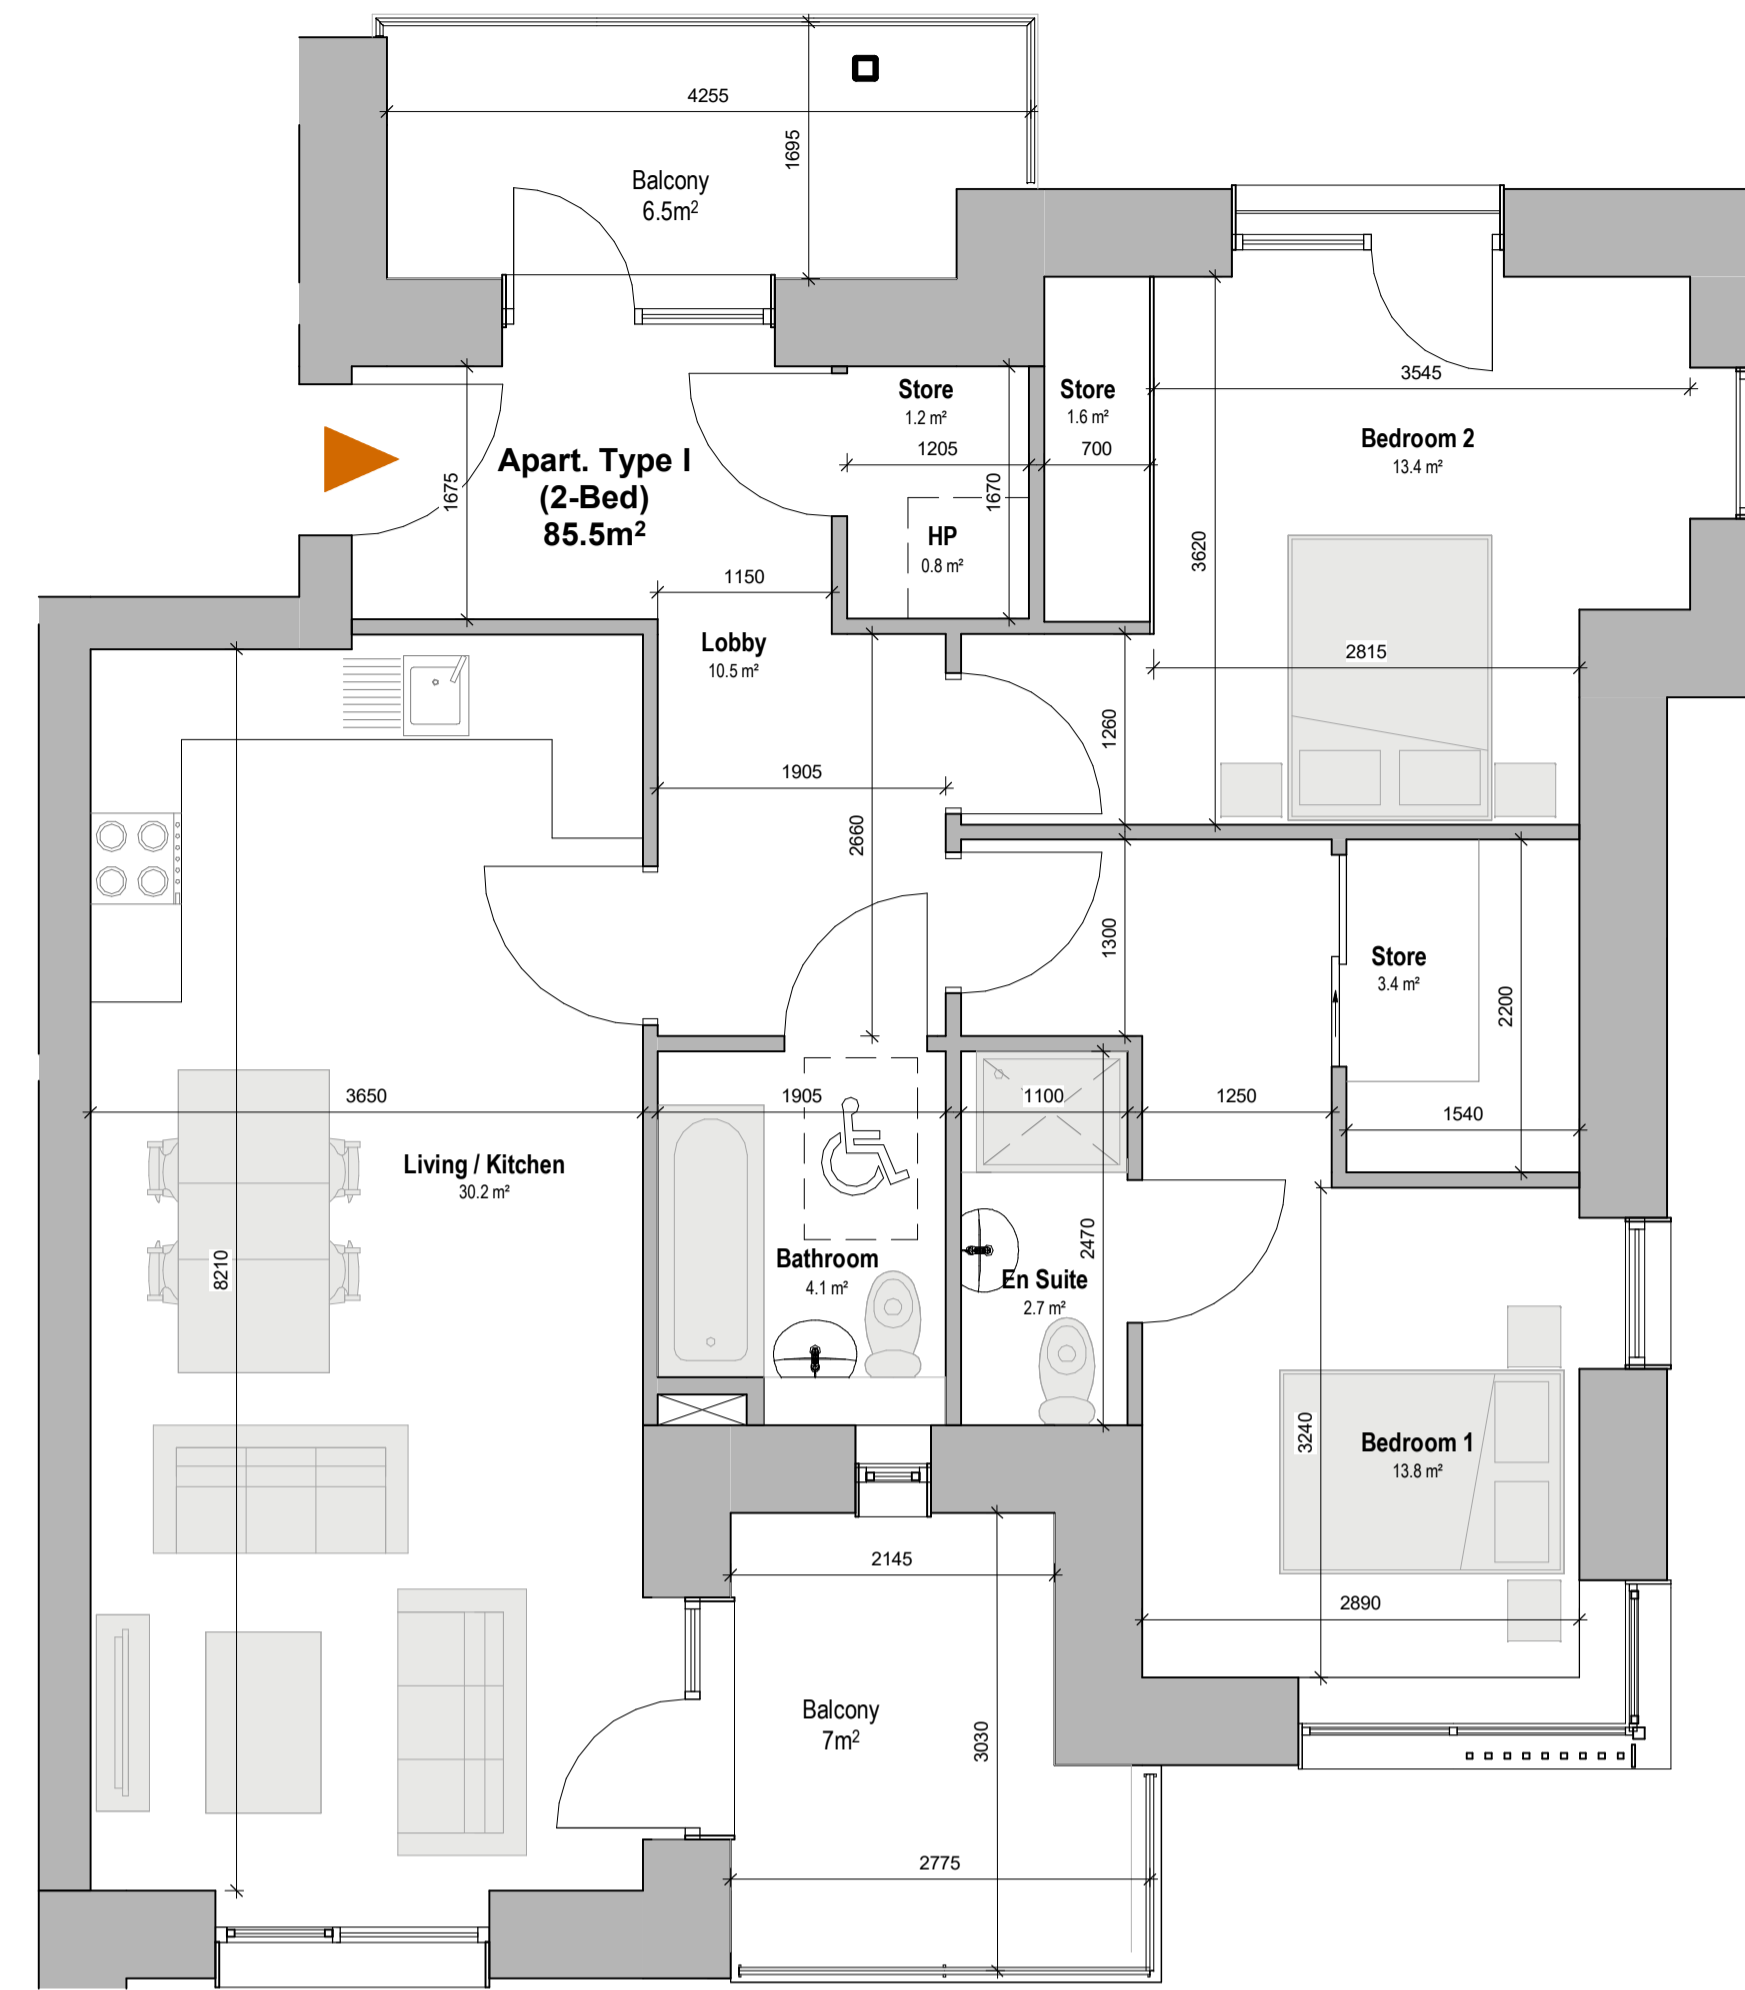 4255
1695
Balcony
6.5m²
3545
Store
1.2 m²
Store
1.6 m²
1205
700
Bedroom 2
13.4 m²
Apart. Type I
(2-Bed)
85.5m²
1675
1670
HP
0.8 m²
3620
1150
Lobby
10.5 m²
2815
1260
1905
2660
1300
Store
3.4 m²
2200
3650
1905
1100
1250
1540
Living / Kitchen
30.2 m²
8210
Bathroom
4.1 m²
2470
En Suite
2.7 m²
3240
Bedroom 1
13.8 m²
2145
2890
Balcony
7m²
3030
2775